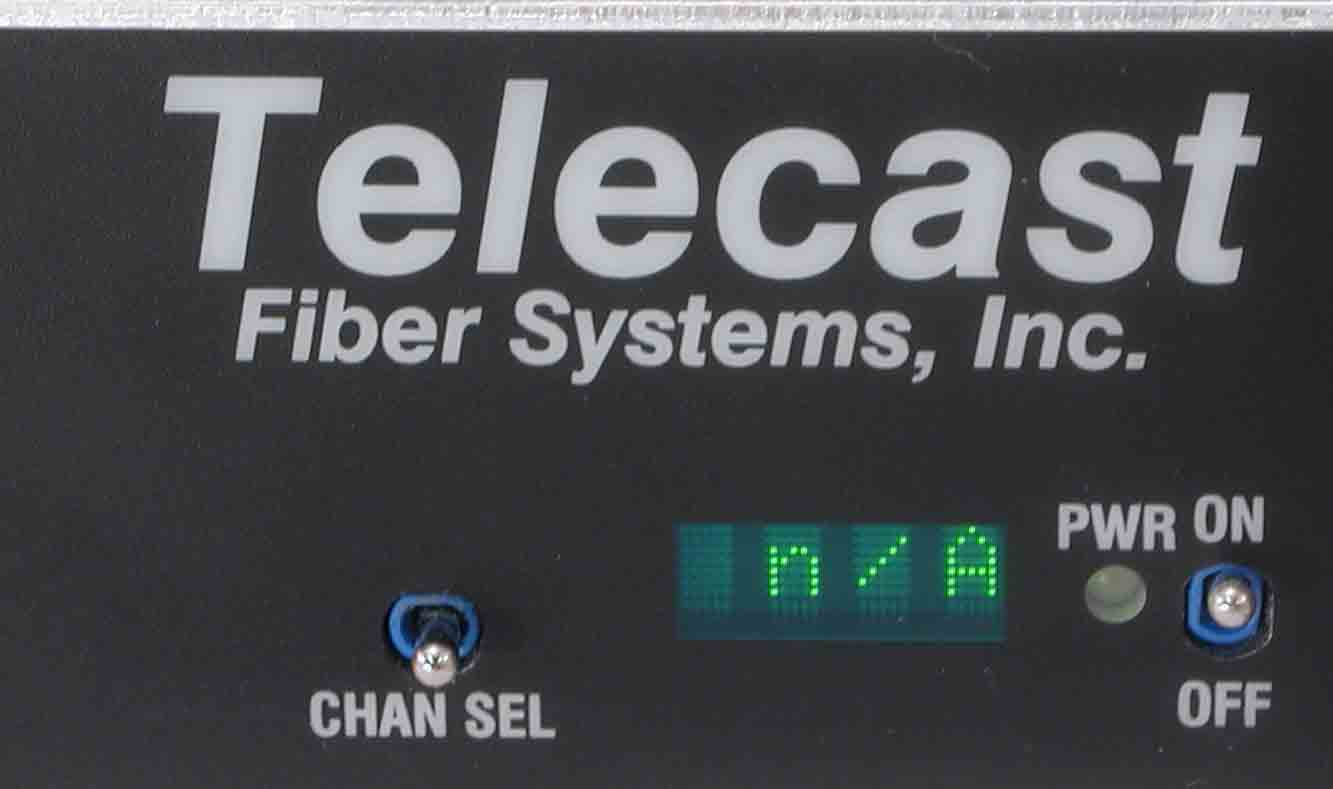 Telecast
Fiber Systems, Inc.
n/A
PWR ON
CHAN SEL
OFF